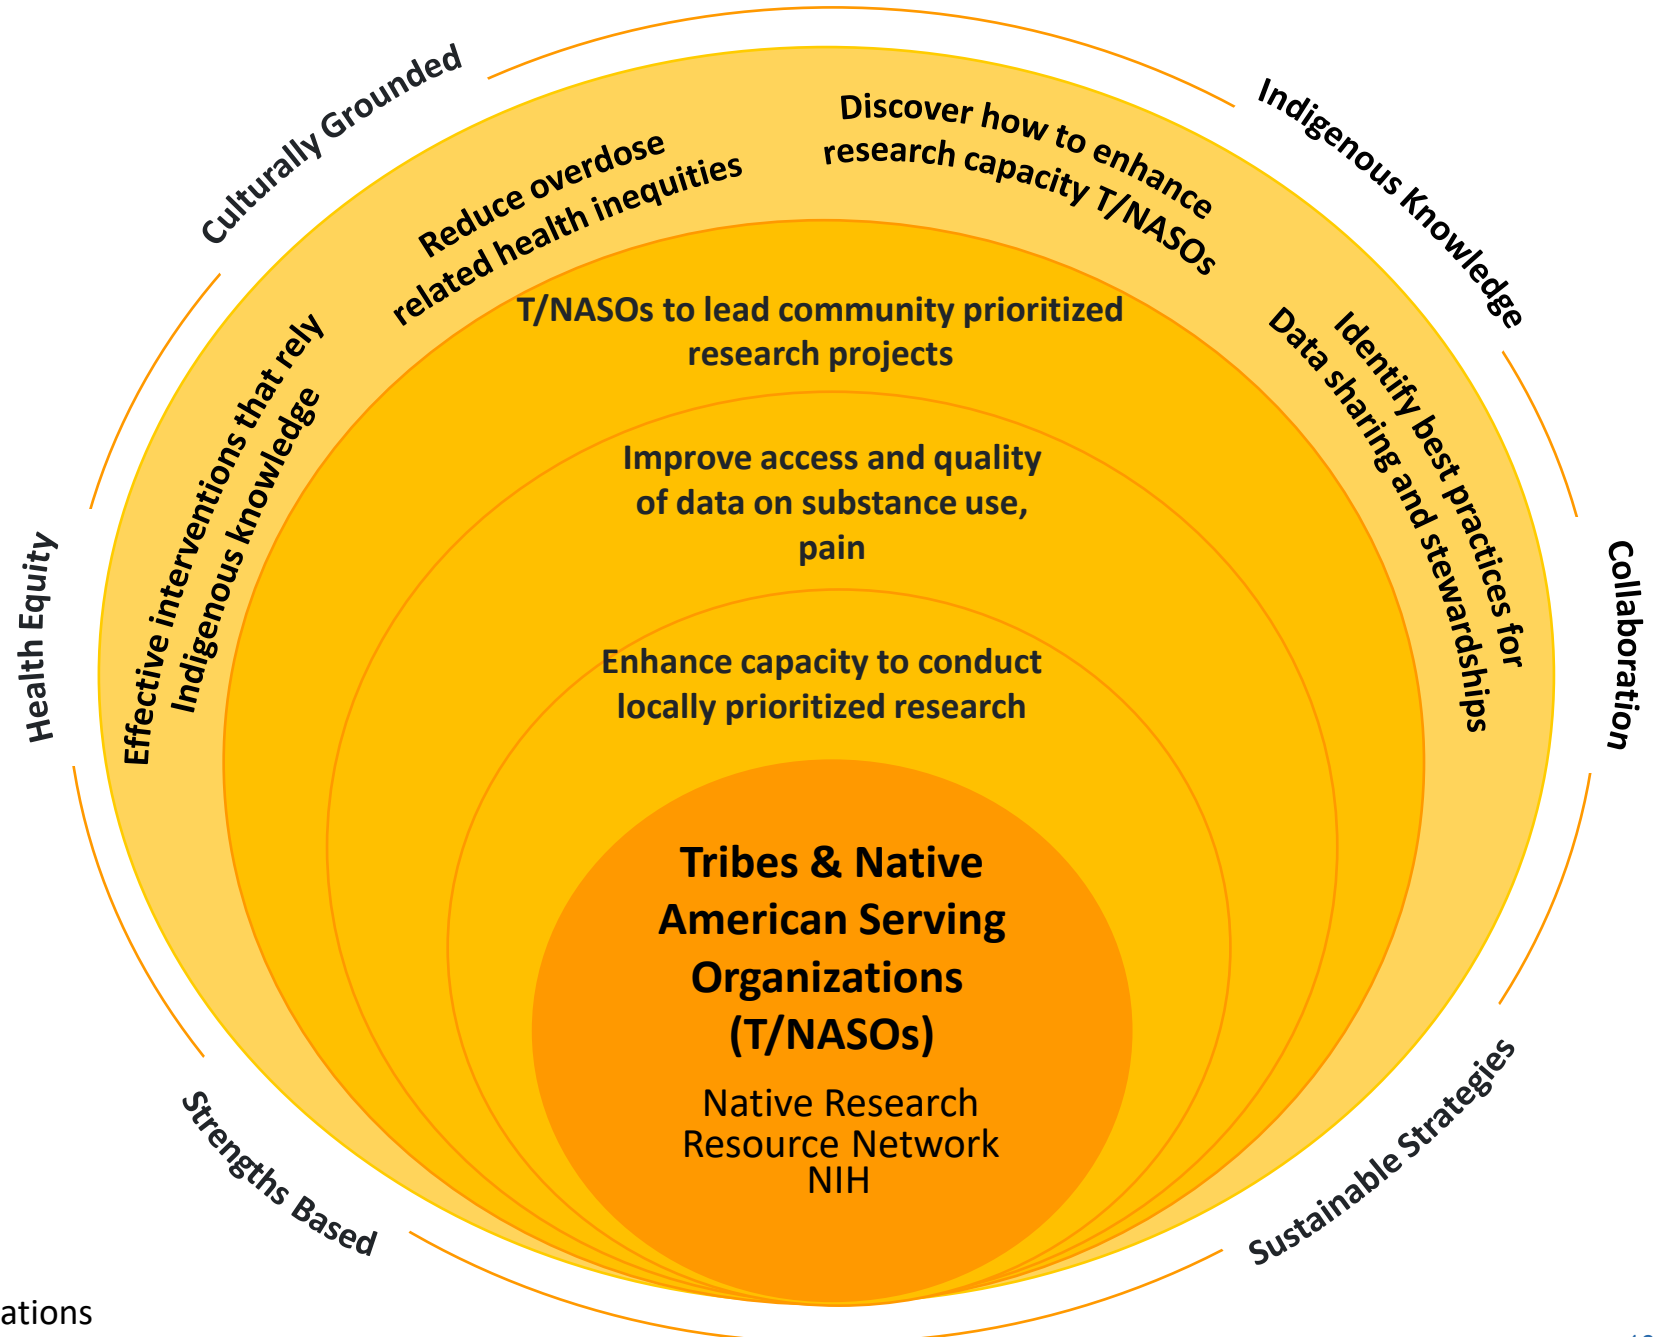 Culturally Grounded
Indigenous Knowledge
Collaboration
Sustainable Strategies
Strengths Based
Health Equity
Effective interventions that rely
Indigenous knowledge
Reduce overdose
related health inequities
Discover how to enhance
research capacity T/NASOs
Identify best practices for
Data sharing and stewardships
T/NASOs to lead community prioritized
research projects
Improve access and quality
of data on substance use,
pain
Enhance capacity to conduct
locally prioritized research
Tribes & Native
American Serving
Organizations
(T/NASOs)
Native Research
Resource Network
NIH
ations